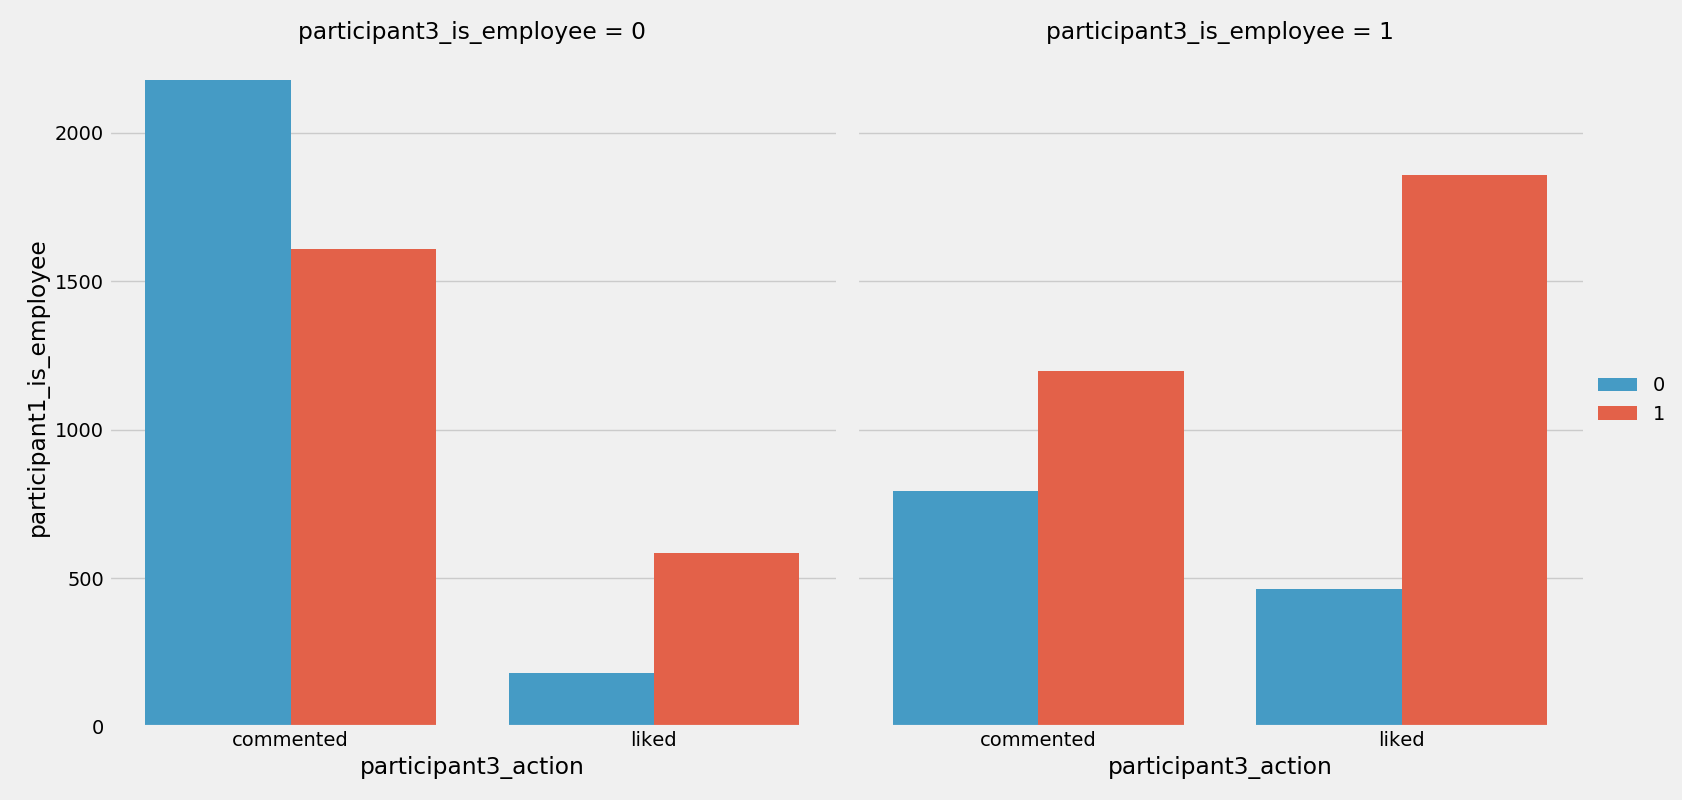 participant3_is_employee = 0
participant3_is_employee = 1
participant1_is_employee
2000
1500
1000
500
0
commented
liked
commented
liked
participant3_action
participant3_action
0
1